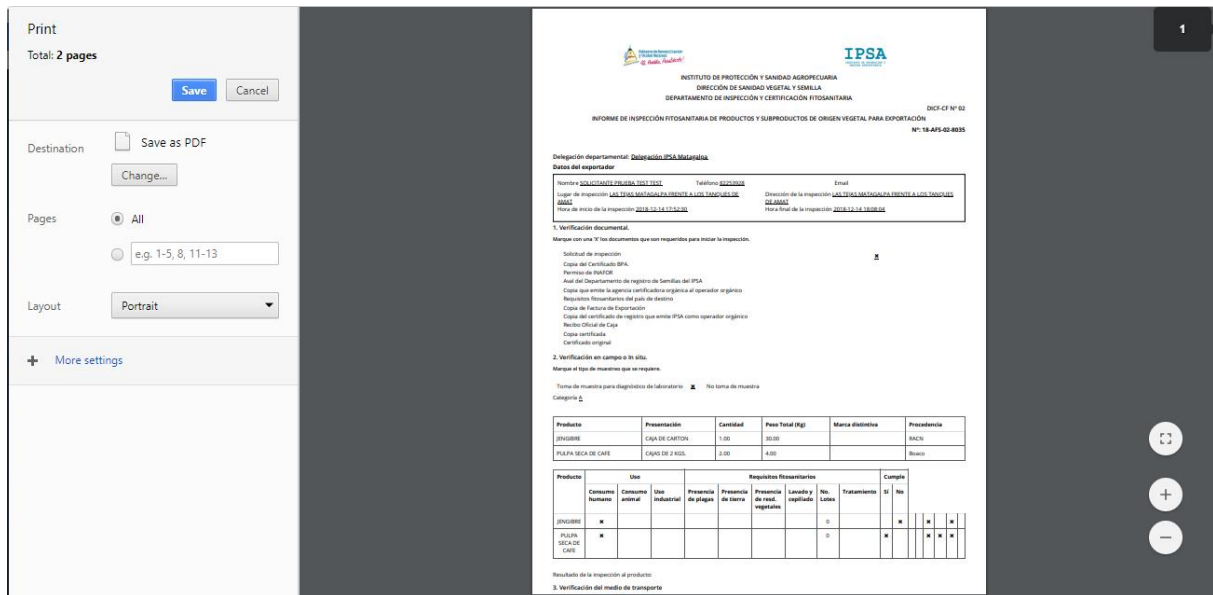 Print
Total: 2 pages
Save Cancel
Destination Save as PDF
Change...
Pages All
e.g. 1-5, 8, 11-13
Layout Portrait
More settings
1
IPSA
INSTITUTO DE PROTECCIÓN Y SANIDAD AGROPECUARIA
DIRECCIÓN DE SANIDAD VEGETAL Y SEMILLA
DEPARTAMENTO DE INSPECCIÓN Y CERTIFICACIÓN FITOSANITARIA
DICF-CF Nº 02
INFORME DE INSPECCIÓN FITOSANITARIA DE PRODUCTOS Y SUBPRODUCTOS DE ORIGEN VEGETAL PARA EXPORTACIÓN
Nº: 18-AFS-02-8035
Delegación departamental: Delegación IPSA Matagalpa
Datos del exportador
Nombre SOLICITANTE PRUEBA TEST TEST Teléfono 82253928 Email
Lugar de inspección LAS TEJAS MATAGALPA FRENTE A LOS TANQUES DE AMAT
Dirección de la inspección LAS TEJAS MATAGALPA FRENTE A LOS TANQUES DE AMAT
Hora de inicio de la inspección 2018-12-14 17:52:30 Hora final de la inspección 2018-12-14 18:08:04
1. Verificación documental.
Marque con una 'X' los documentos que son requeridos para iniciar la inspección.
Solicitud de inspección x
Copia del Certificado BPA.
Permiso de INAFOR
Aval del Departamento de registro de Semillas del IPSA
Copia que emite la agencia certificadora orgánica al operador orgánico
Requisitos fitosanitarios del país de destino
Copia de Factura de Exportación
Copia del certificado de registro que emite IPSA como operador orgánico
Recibo Oficial de Caja
Copia certificada
Certificado original
2. Verificación en campo o In situ.
Marque el tipo de muestreo que se requiere.
Toma de muestra para diagnóstico de laboratorio x No toma de muestra
Categoría A
Producto Presentación Cantidad Peso Total (Kg) Marca distintiva Procedencia
JENGIBRE CAJA DE CARTON 1.00 30.00 RACN
PULPA SECA DE CAFE CAJAS DE 2 KGS. 2.00 4.00 Boaco
Producto Uso Requisitos fitosanitarios Cumple
Consumo humano Consumo animal Uso industrial Presencia de plagas Presencia de tierra Presencia de resd. vegetales Lavado y cepillado No. Lotes Tratamiento Sí No
JENGIBRE x 0 x x x
PULPA SECA DE CAFE x 0 x x x x
Resultado de la inspección al producto:
3. Verificación del medio de transporte